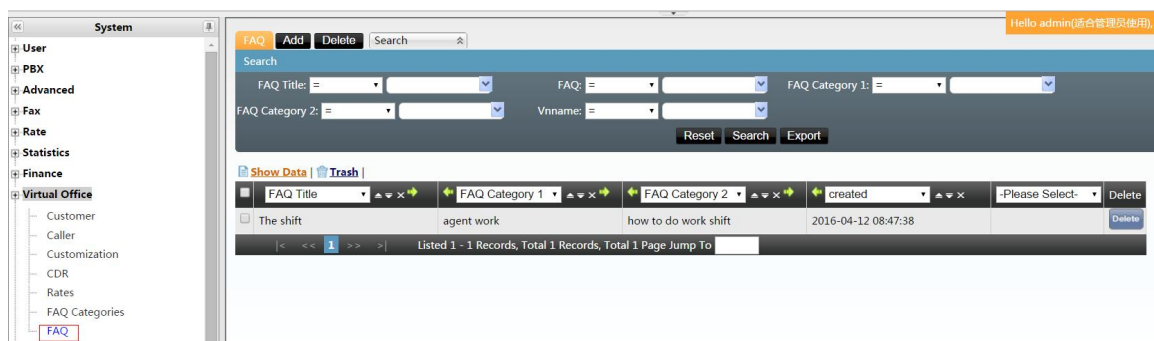 System
User
PBX
Advanced
Fax
Rate
Statistics
Finance
Virtual Office
Customer
Caller
Customization
CDR
Rates
FAQ Categories
FAQ
Hello admin(适合管理员使用),
FAQ Add Delete Search
Search
FAQ Title: = FAQ: = FAQ Category 1: =
FAQ Category 2: = Vnname: =
Reset Search Export
Show Data | Trash |
FAQ Title FAQ Category 1 FAQ Category 2 created -Please Select- Delete
The shift agent work how to do work shift 2016-04-12 08:47:38 Delete
|< << 1 >> >| Listed 1 - 1 Records, Total 1 Records, Total 1 Page Jump To